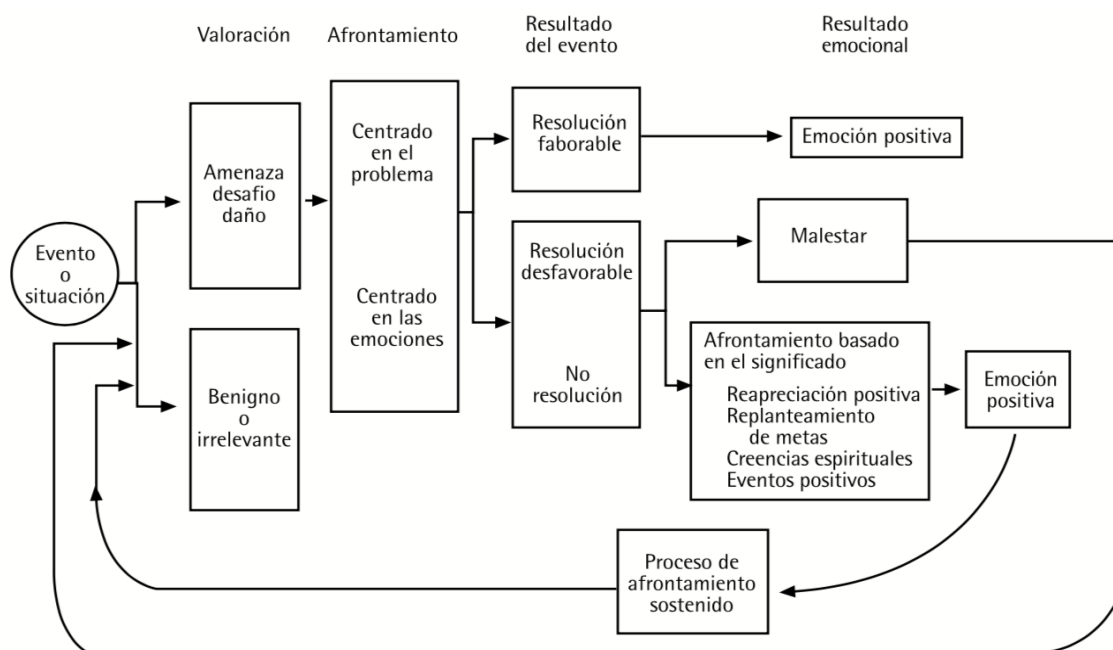 Valoración
Afrontamiento
Resultado
del evento
Resultado
emocional
Evento
o
situación
Amenaza
desafio
daño
Benigno
o
irrelevante
Centrado
en el
problema
Centrado
en las
emociones
Resolución
faborable
Resolución
desfavorable
No
resolución
Emoción positiva
Malestar
Afrontamiento basado
en el significado
Reapreciación positiva
Replanteamiento
de metas
Creencias espirituales
Eventos positivos
Emoción
positiva
Proceso de
afrontamiento
sostenido